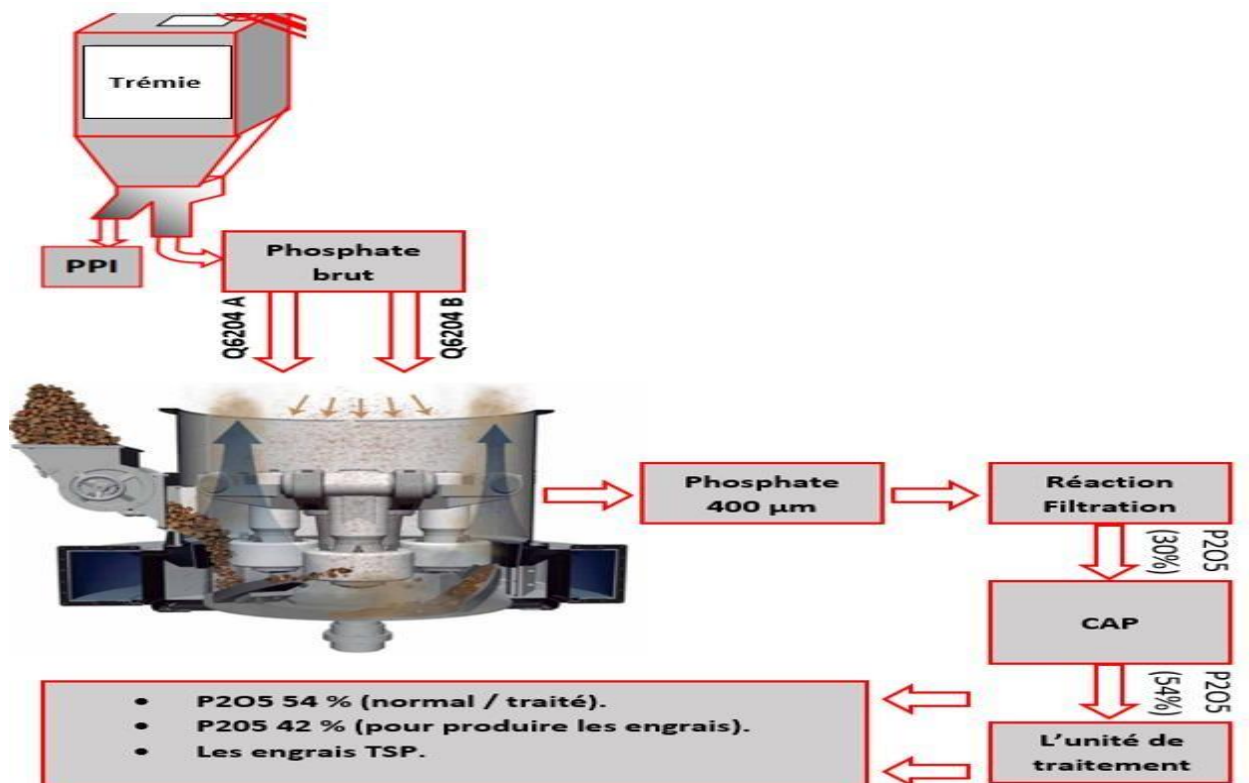 Trémie
PPI
Phosphate
brut
Q6204 A
Q6204 B
Phosphate
400 µm
Réaction
Filtration
P2O5
(30%)
CAP
P2O5
(54%)
L’unité de
traitement
• P2O5 54 % (normal / traité).
• P205 42 % (pour produire les engrais).
• Les engrais TSP.